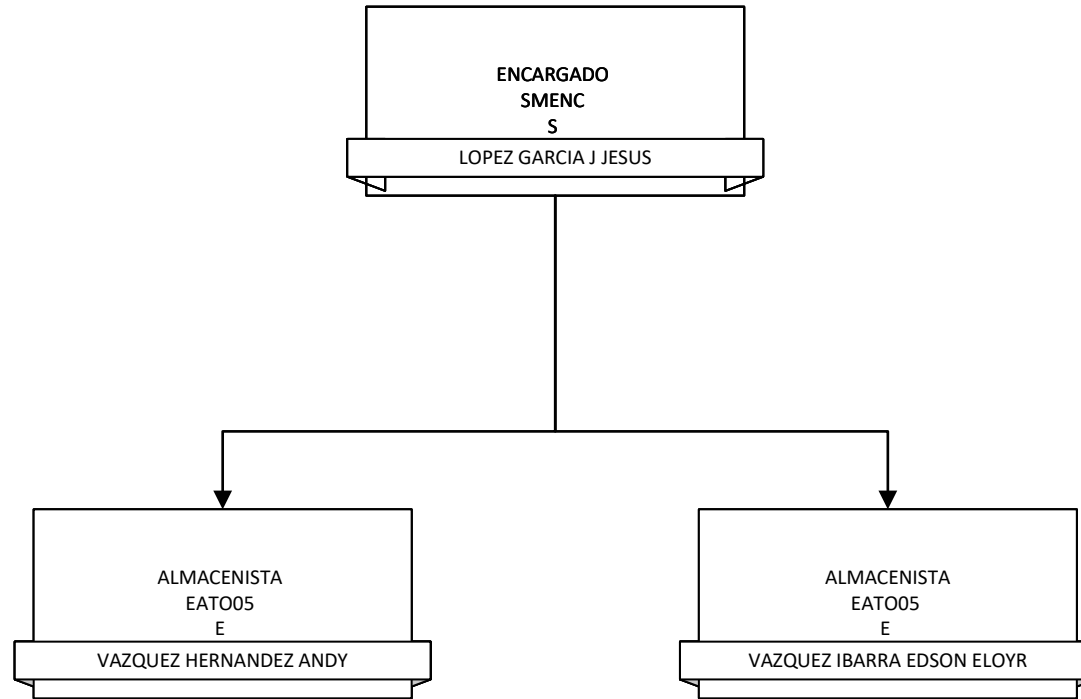 ENCARGADO
SMENC
S
LOPEZ GARCIA J JESUS
ALMACENISTA
EATO05
E
VAZQUEZ HERNANDEZ ANDY
ALMACENISTA
EATO05
E
VAZQUEZ IBARRA EDSON ELOYR